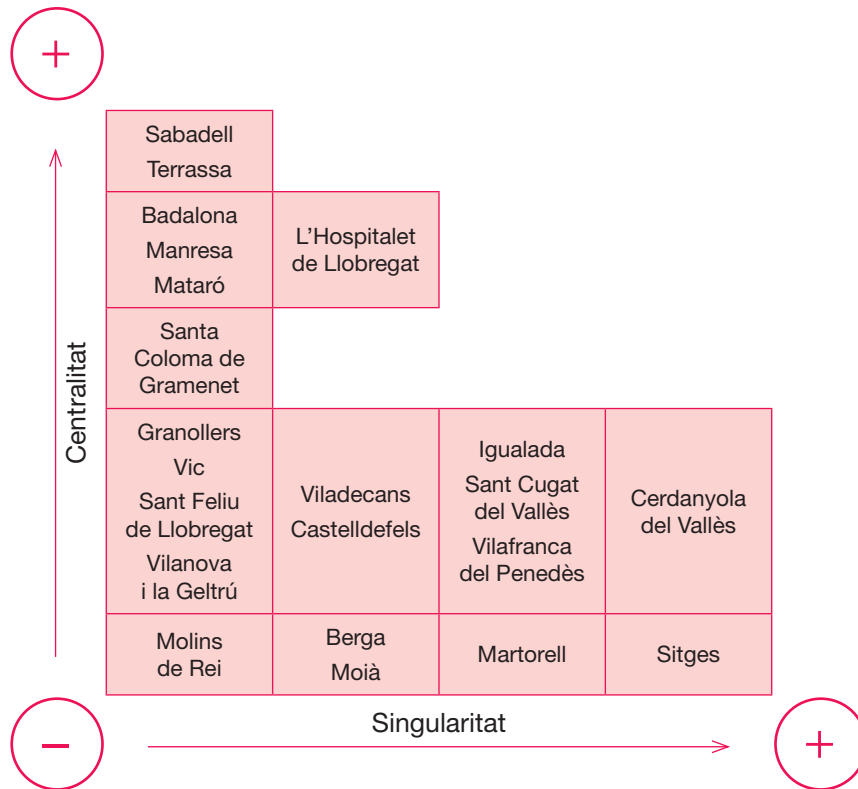 +
Sabadell
Terrassa
Badalona
Manresa
Mataró
L’Hospitalet
de Llobregat
Santa
Coloma de
Gramenet
Centralitat
Granollers
Vic
Sant Feliu
de Llobregat
Vilanova
i la Geltrú
Viladecans
Castelldefels
Igualada
Sant Cugat
del Vallès
Vilafranca
del Penedès
Cerdanyola
del Vallès
Molins
de Rei
Berga
Moià
Martorell
Sitges
–
Singularitat
+